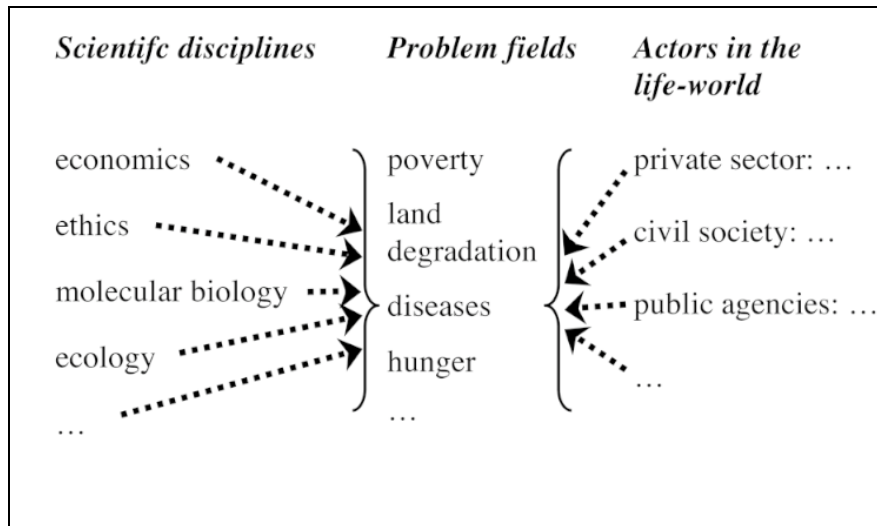 Scientifc disciplines
Problem fields
Actors in the
life-world
economics
ethics
molecular biology
ecology
…
poverty
land
degradation
diseases
hunger
…
private sector: …
civil society: …
public agencies: …
…